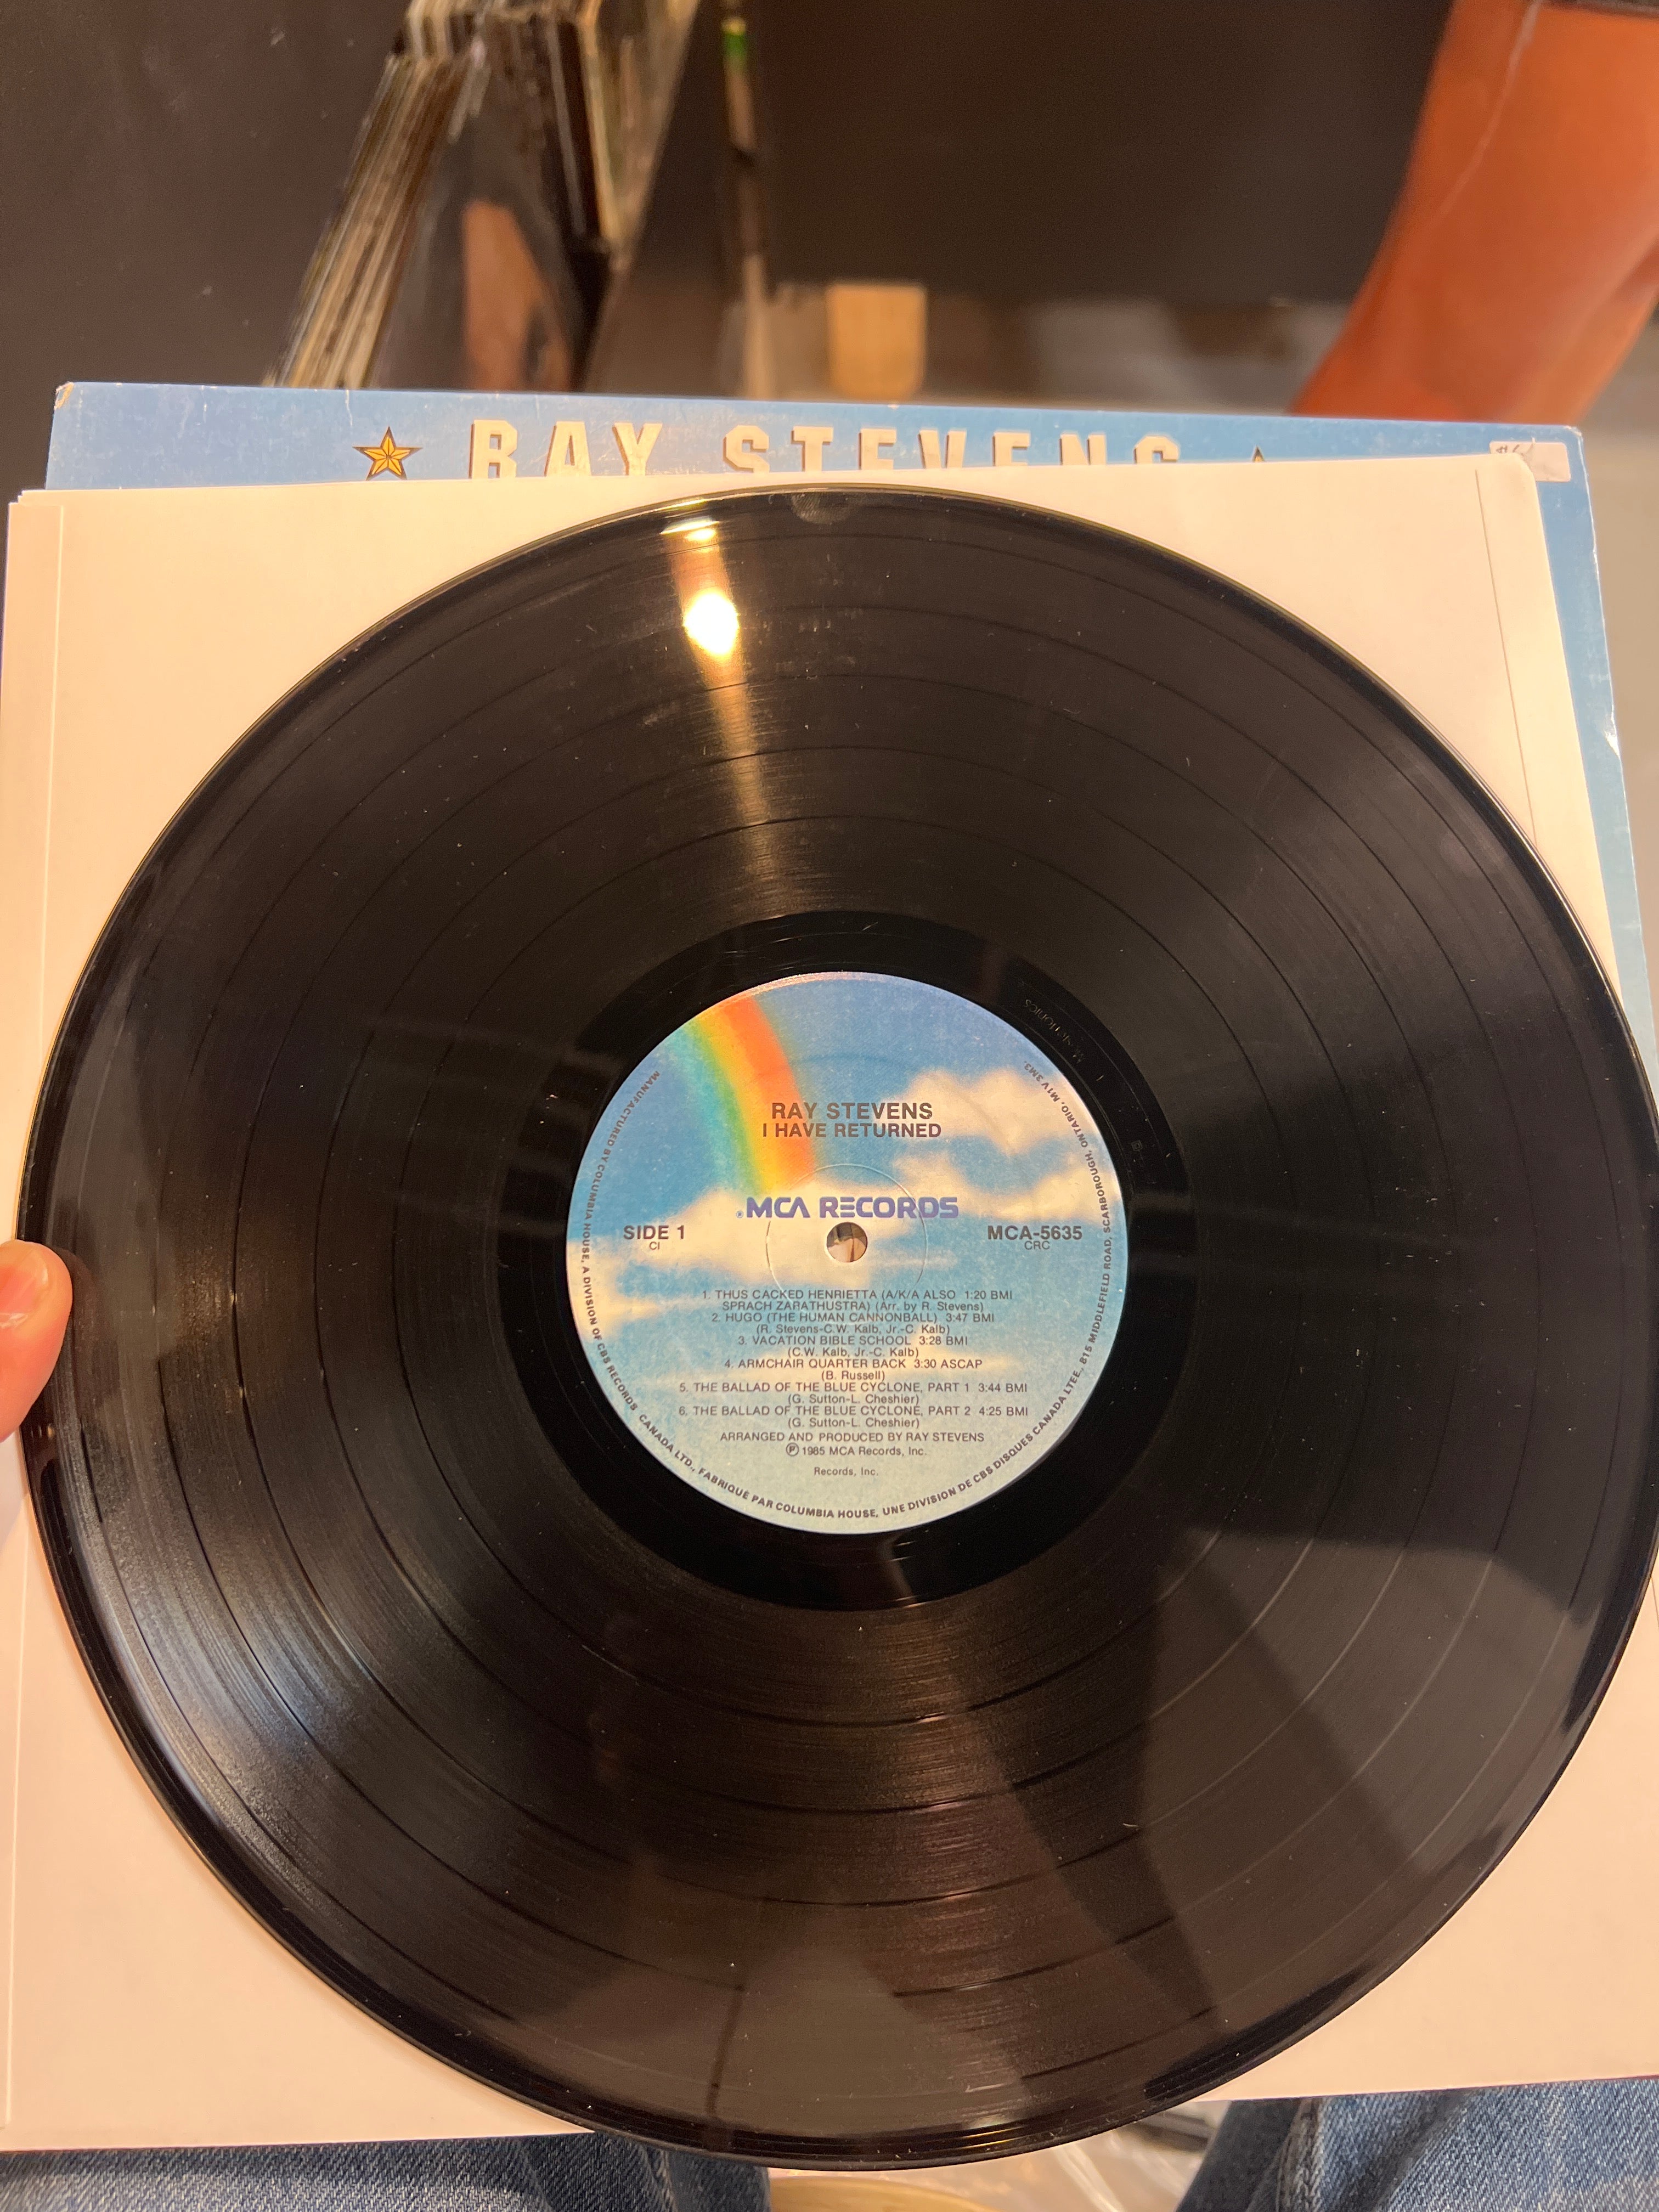 RAY STEVENS
RAY STEVENS
I HAVE RETURNED
MCA RECORDS
SIDE 1
CI
MCA-5635
CRC
1. THUS CACKED HENRIETTA (A/K/A ALSO 1:20 BMI
SPRACH ZARATHUSTRA) (Arr. by R. Stevens)
2. HUGO (THE HUMAN CANNONBALL) 3:47 BMI
(R. Stevens-C.W. Kalb, Jr.-C. Kalb)
3. VACATION BIBLE SCHOOL 3:28 BMI
(C.W. Kalb, Jr.-C. Kalb)
4. ARMCHAIR QUARTER BACK 3:30 ASCAP
(B. Russell)
5. THE BALLAD OF THE BLUE CYCLONE, PART 1 3:44 BMI
(G. Sutton-L. Cheshier)
6. THE BALLAD OF THE BLUE CYCLONE, PART 2 4:25 BMI
(G. Sutton-L. Cheshier)
ARRANGED AND PRODUCED BY RAY STEVENS
℗ 1985 MCA Records, Inc.
Records, Inc.
MANUFACTURED BY COLUMBIA HOUSE, A DIVISION OF CBS RECORDS CANADA LTD., FABRIQUE PAR COLUMBIA HOUSE, UNE DIVISION DE CBS DISQUES CANADA LTEE., 815 MIDDLEFIELD ROAD, SCARBOROUGH, ONTARIO, M1V 2M3.